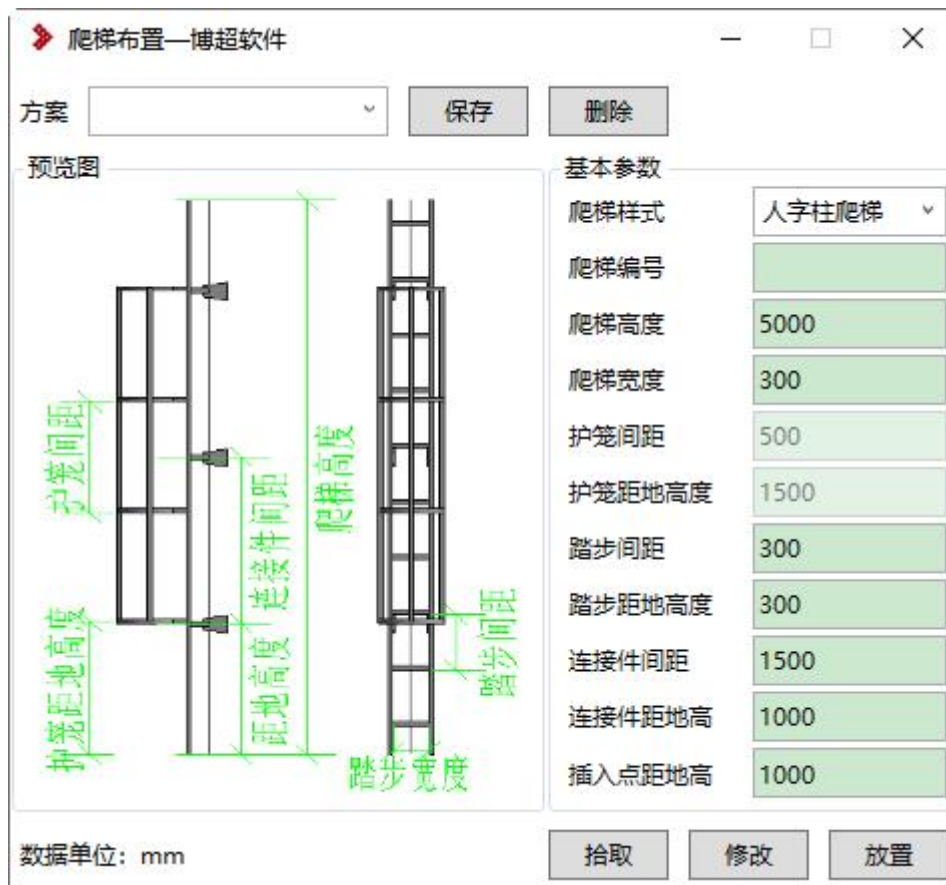 爬梯布置—博超软件
方案 保存 删除
预览图
基本参数
爬梯样式 人字柱爬梯
爬梯编号
爬梯高度 5000
爬梯宽度 300
护笼间距 500
护笼距地高度 1500
踏步间距 300
踏步距地高度 300
连接件间距 1500
连接件距地高 1000
插入点距地高 1000
护笼间距
护笼距地高度
连接件间距
距地高度
爬梯高度
踏步间距
踏步宽度
数据单位：mm
拾取 修改 放置